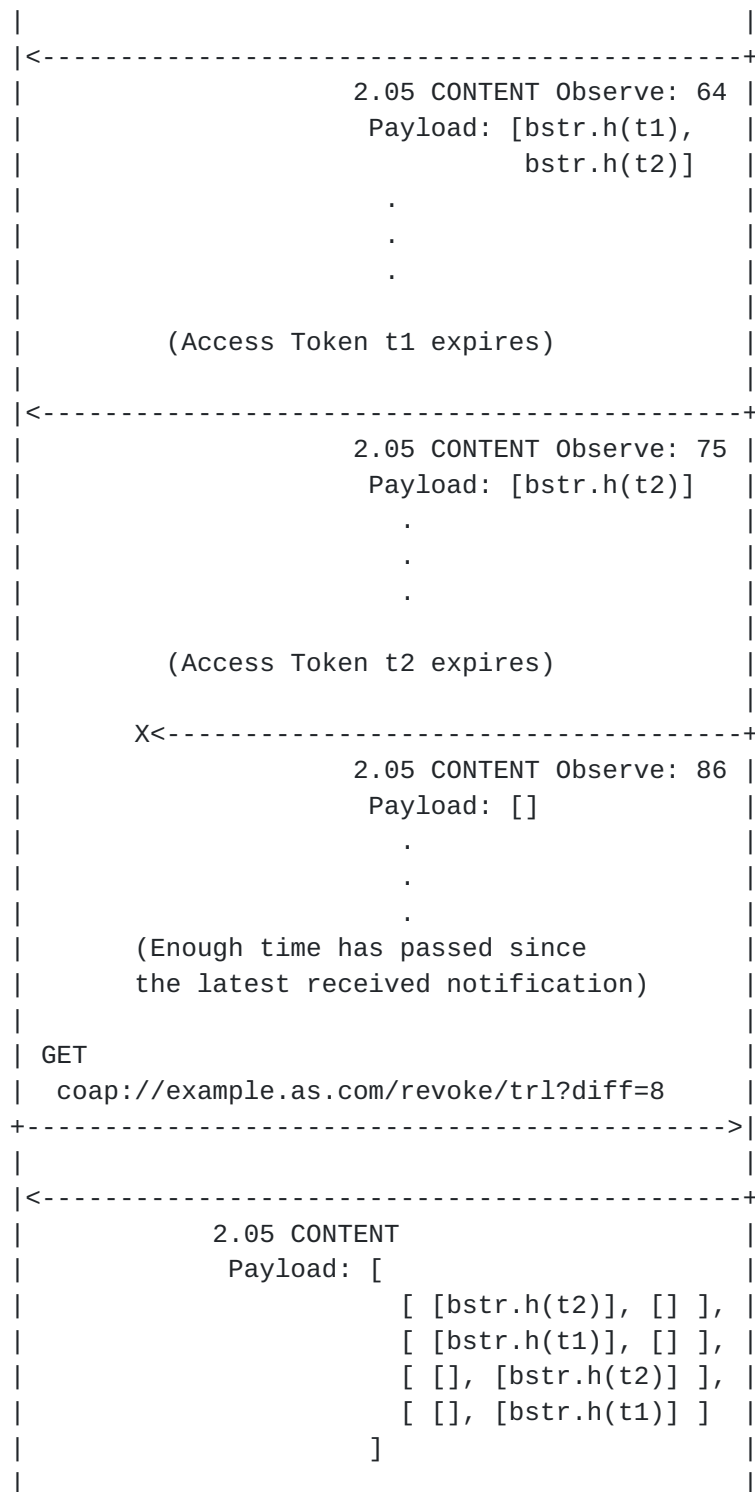 |                                             |
|<--------------------------------------------+
|                     2.05 CONTENT Observe: 64 |
|                      Payload: [bstr.h(t1),   |
|                                bstr.h(t2)]   |
|                       .                      |
|                       .                      |
|                       .                      |
|                                              |
|         (Access Token t1 expires)            |
|                                              |
|<---------------------------------------------+
|                     2.05 CONTENT Observe: 75 |
|                      Payload: [bstr.h(t2)]   |
|                        .                     |
|                        .                     |
|                        .                     |
|                                              |
|         (Access Token t2 expires)            |
|                                              |
|       X<-------------------------------------+
|                     2.05 CONTENT Observe: 86 |
|                      Payload: []             |
|                        .                     |
|                        .                     |
|                        .                     |
|       (Enough time has passed since          |
|       the latest received notification)      |
|                                              |
| GET                                          |
|  coap://example.as.com/revoke/trl?diff=8     |
+--------------------------------------------->|
|                                              |
|<---------------------------------------------+
|            2.05 CONTENT                      |
|             Payload: [                       |
|                        [ [bstr.h(t2)], [] ], |
|                        [ [bstr.h(t1)], [] ], |
|                        [ [], [bstr.h(t2)] ], |
|                        [ [], [bstr.h(t1)] ]  |
|                      ]                       |
|                                              |